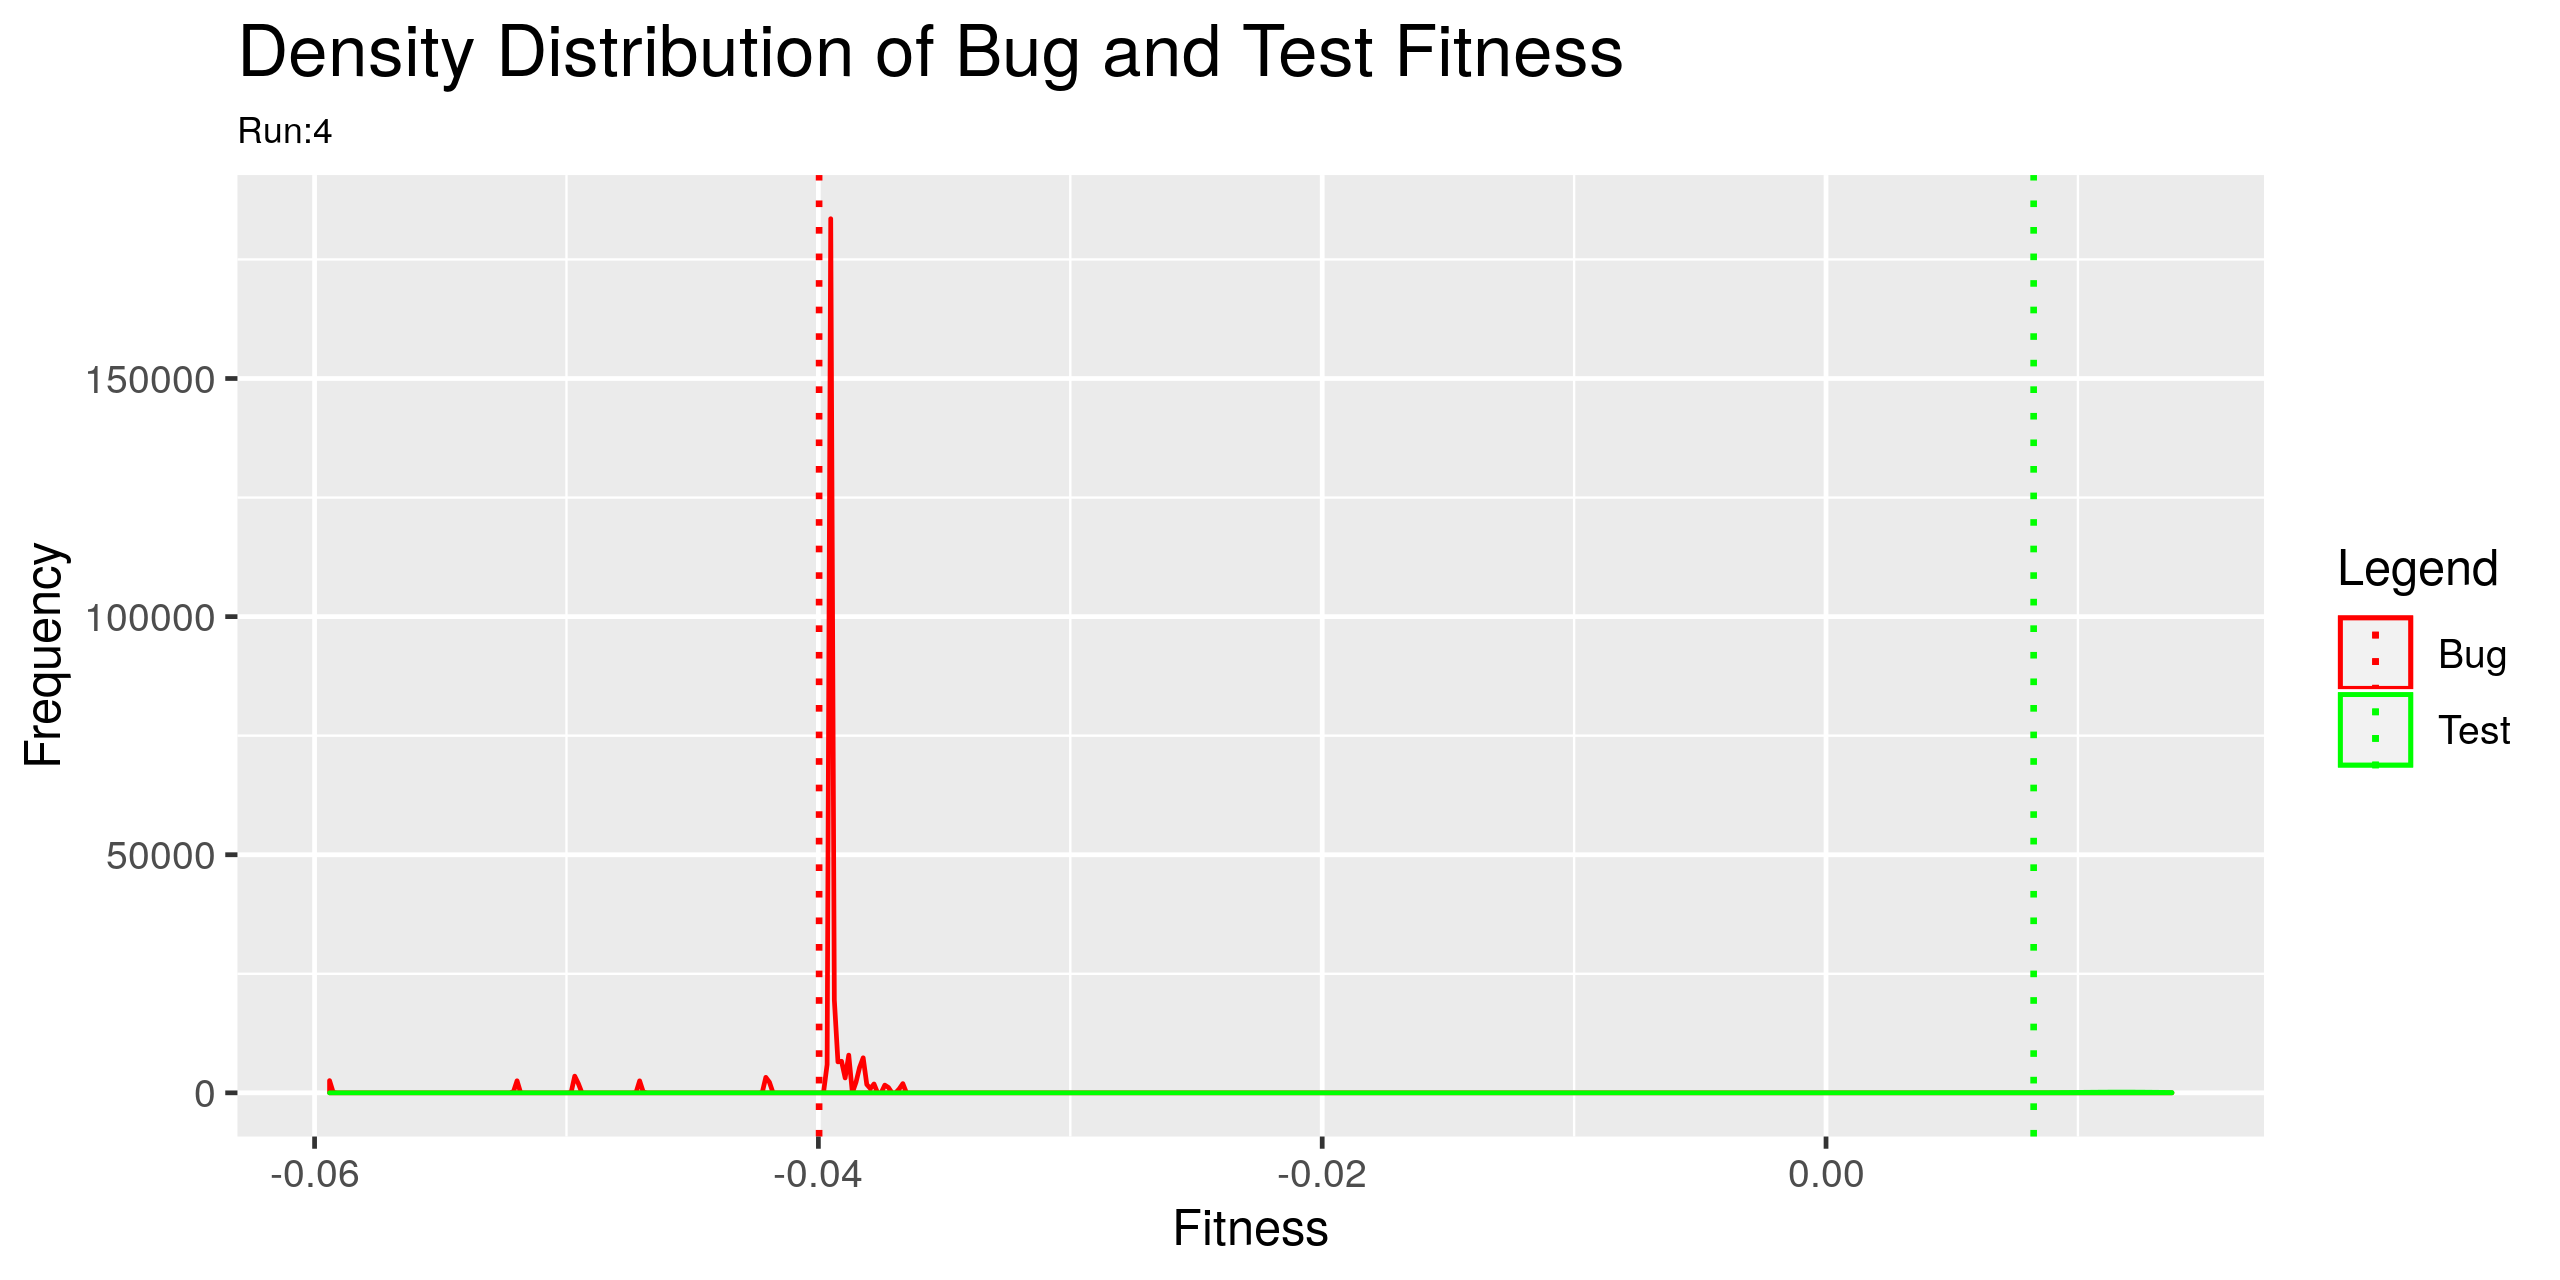 Density Distribution of Bug and Test Fitness
Run:4
150000
100000
50000
0
Frequency
-0.06
-0.04
-0.02
0.00
Fitness
Legend
Bug
Test